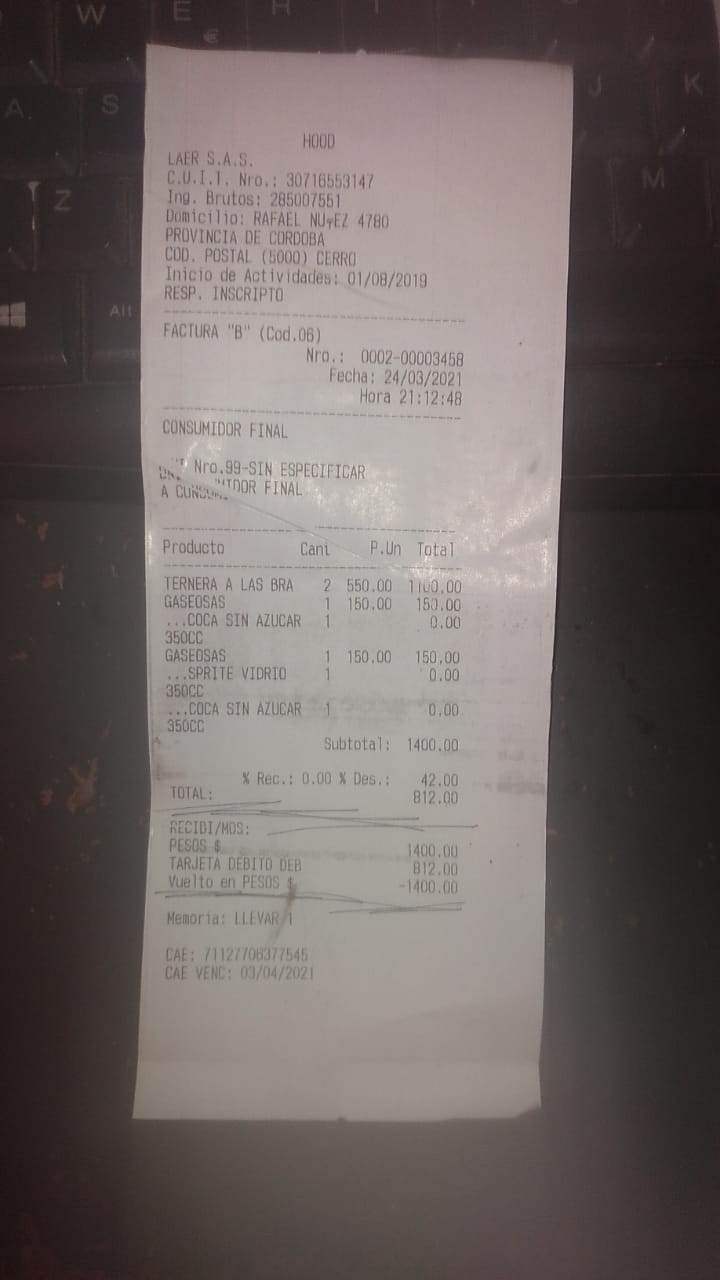 HOOD
LAER S.A.S.
C.U.I.T. Nro.: 30716553147
Ing. Brutos: 285007551
Domicilio: RAFAEL NU╤EZ 4780
PROVINCIA DE CORDOBA
COD. POSTAL (5000) CERRO
Inicio de Actividades: 01/08/2019
RESP. INSCRIPTO
FACTURA "B" (Cod.06)
Nro.: 0002-00003458
Fecha: 24/03/2021
Hora 21:12:48
CONSUMIDOR FINAL
Nro.99-SIN ESPECIFICAR
A CONSUMIDOR FINAL
Producto Cant P.Un Total
TERNERA A LAS BRA 2 550.00 1100.00
GASEOSAS 1 150.00 150.00
...COCA SIN AZUCAR 1 0.00
350CC
GASEOSAS 1 150.00 150.00
...SPRITE VIDRIO 1 0.00
350CC
...COCA SIN AZUCAR 1 0.00
350CC
Subtotal: 1400.00
% Rec.: 0.00 % Des.: 42.00
TOTAL: 812.00
RECIBI/MOS:
PESOS $ 1400.00
TARJETA DEBITO DEB 812.00
Vuelto en PESOS $ -1400.00
Memoria: LLEVAR 1
CAE: 71127706377545
CAE VENC: 03/04/2021
W E
€
A S J K
Z M
Alt